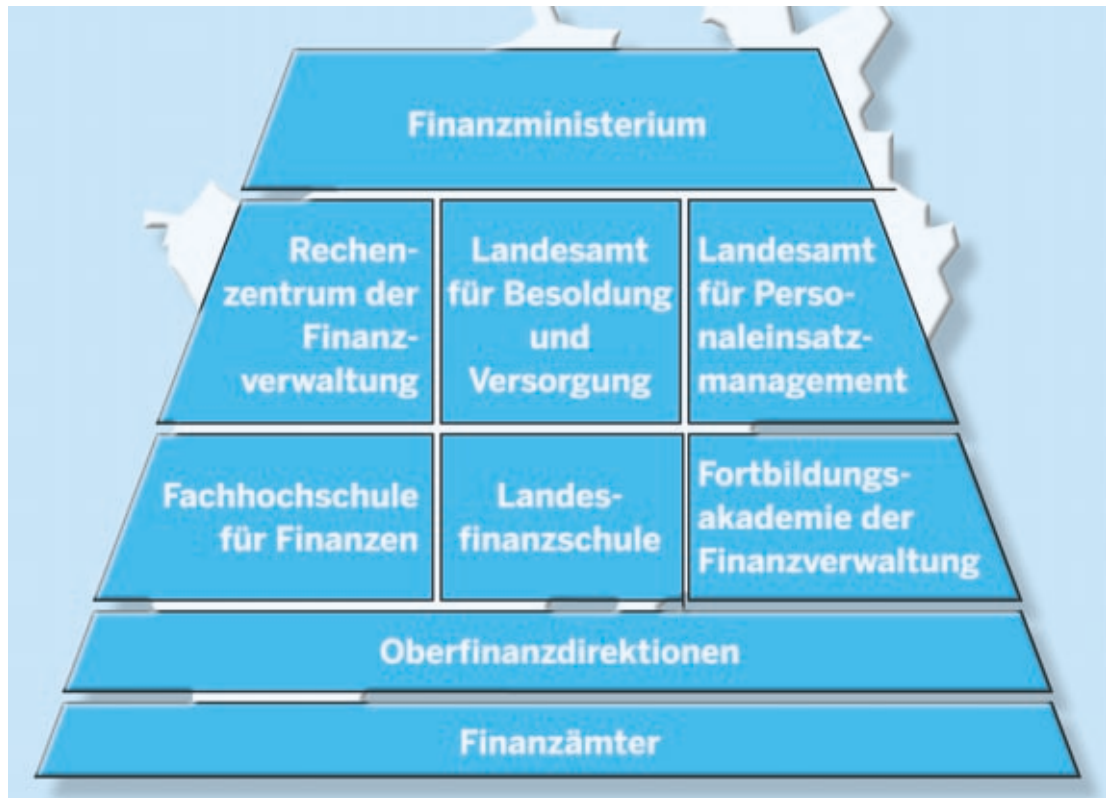 Finanzministerium
Rechen-
zentrum der
Finanz-
verwaltung
Landesamt
für Besoldung
und
Versorgung
Landesamt
für Perso-
naleinsatz-
management
Fachhochschule
für Finanzen
Landes-
finanzschule
Fortbildungs-
akademie der
Finanzverwaltung
Oberfinanzdirektionen
Finanzämter